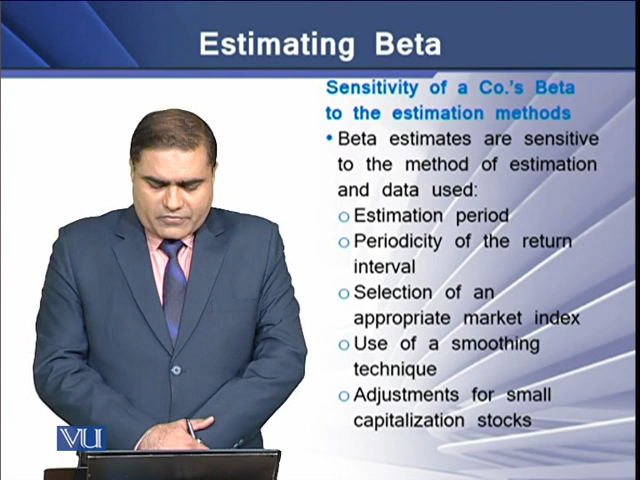 Estimating Beta
Sensitivity of a Co.'s Beta
to the estimation methods
• Beta estimates are sensitive
to the method of estimation
and data used:
o Estimation period
o Periodicity of the return
interval
o Selection of an
appropriate market index
o Use of a smoothing
technique
o Adjustments for small
capitalization stocks
VU